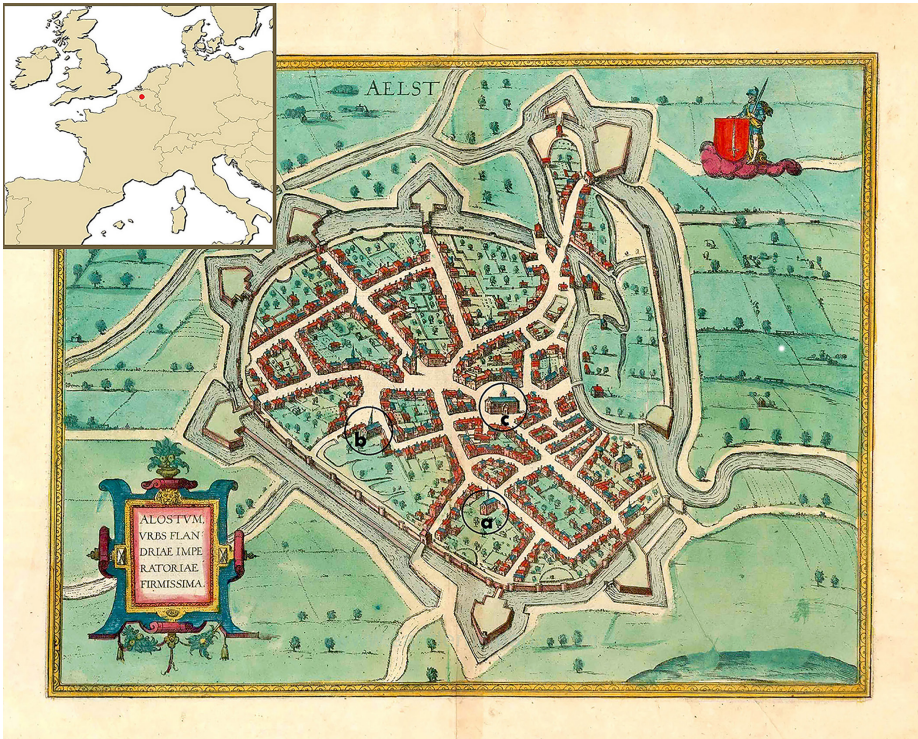 AELST
b
c
a
ALOSTVM,
VRBS FLAN
DRIAE IMPE
RATORIAE
FIRMISSIMA.